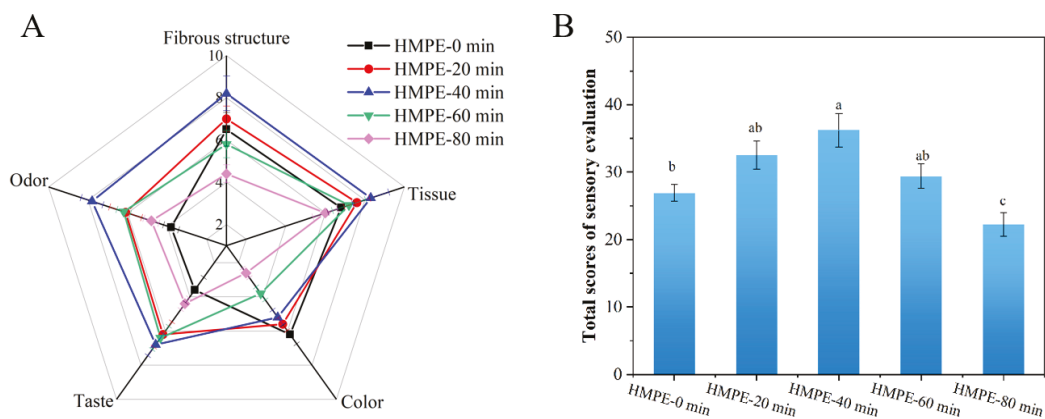 A
Fibrous structure
10
8
6
4
2
Odor
Tissue
Taste
Color
HMPE-0 min
HMPE-20 min
HMPE-40 min
HMPE-60 min
HMPE-80 min
B
Total scores of sensory evaluation
50
40
30
20
10
0
b
ab
a
ab
c
HMPE-0 min
HMPE-20 min
HMPE-40 min
HMPE-60 min
HMPE-80 min